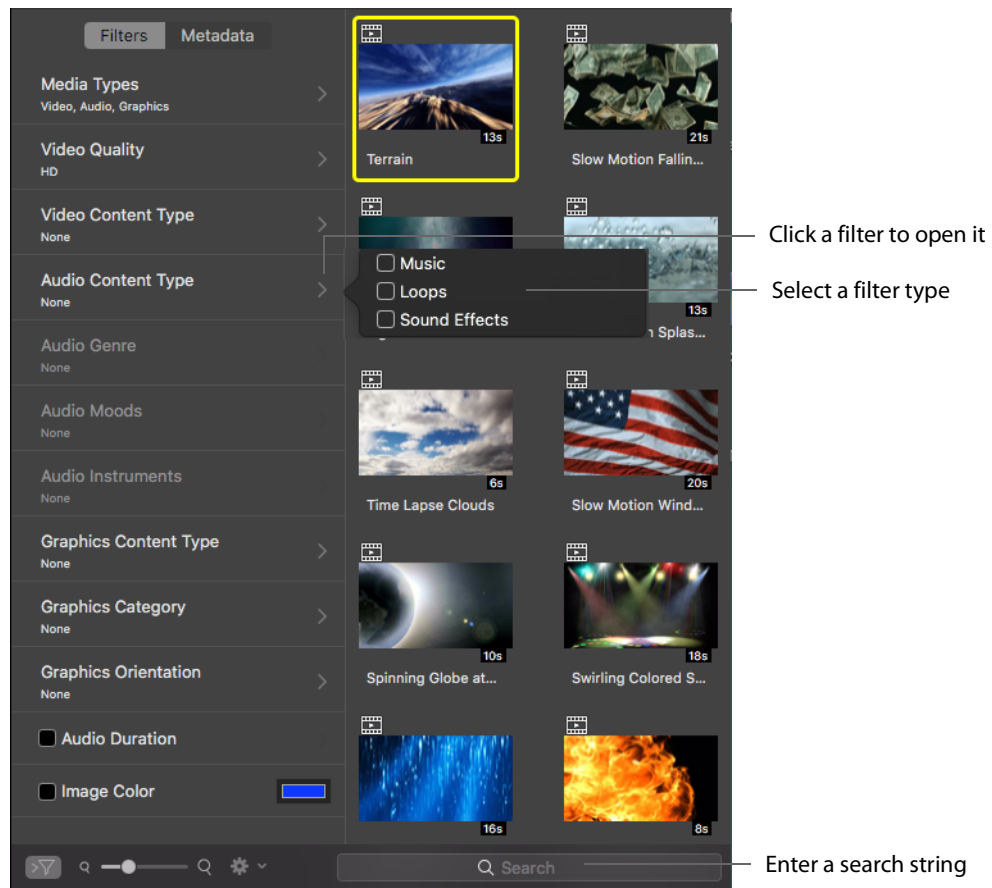 Filters Metadata
Media Types
Video, Audio, Graphics
Video Quality
HD
Video Content Type
None
Audio Content Type
None
Audio Genre
None
Audio Moods
None
Audio Instruments
None
Graphics Content Type
None
Graphics Category
None
Graphics Orientation
None
Audio Duration
Image Color
13s
Terrain
21s
Slow Motion Fallin...
Music
Loops
Sound Effects
13s
Splas...
6s
Time Lapse Clouds
20s
Slow Motion Wind...
10s
Spinning Globe at...
18s
Swirling Colored S...
16s
8s
Search
Click a filter to open it
Select a filter type
Enter a search string